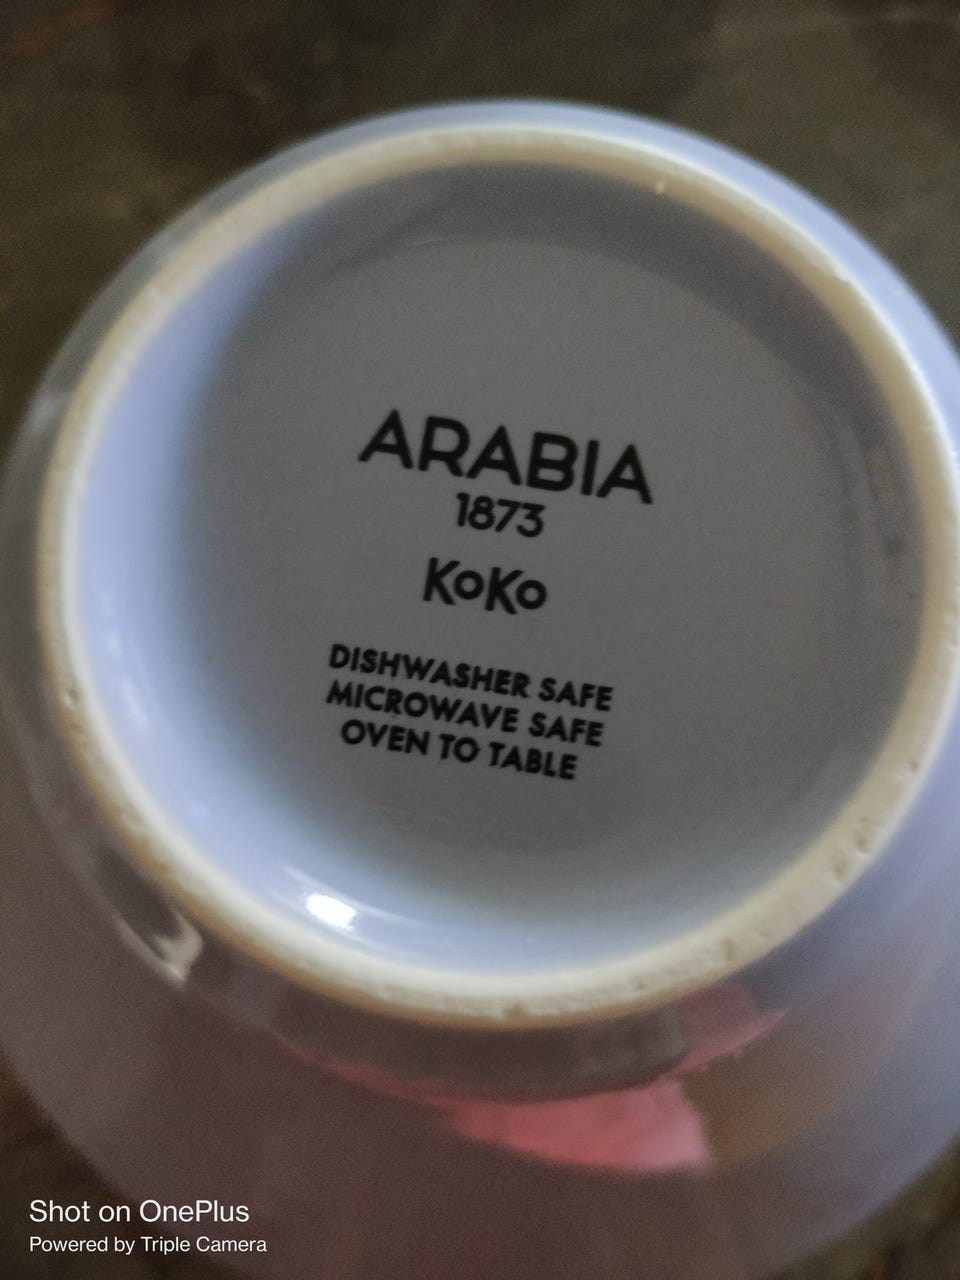 ARABIA
1873
KoKo
DISHWASHER SAFE
MICROWAVE SAFE
OVEN TO TABLE
Shot on OnePlus
Powered by Triple Camera